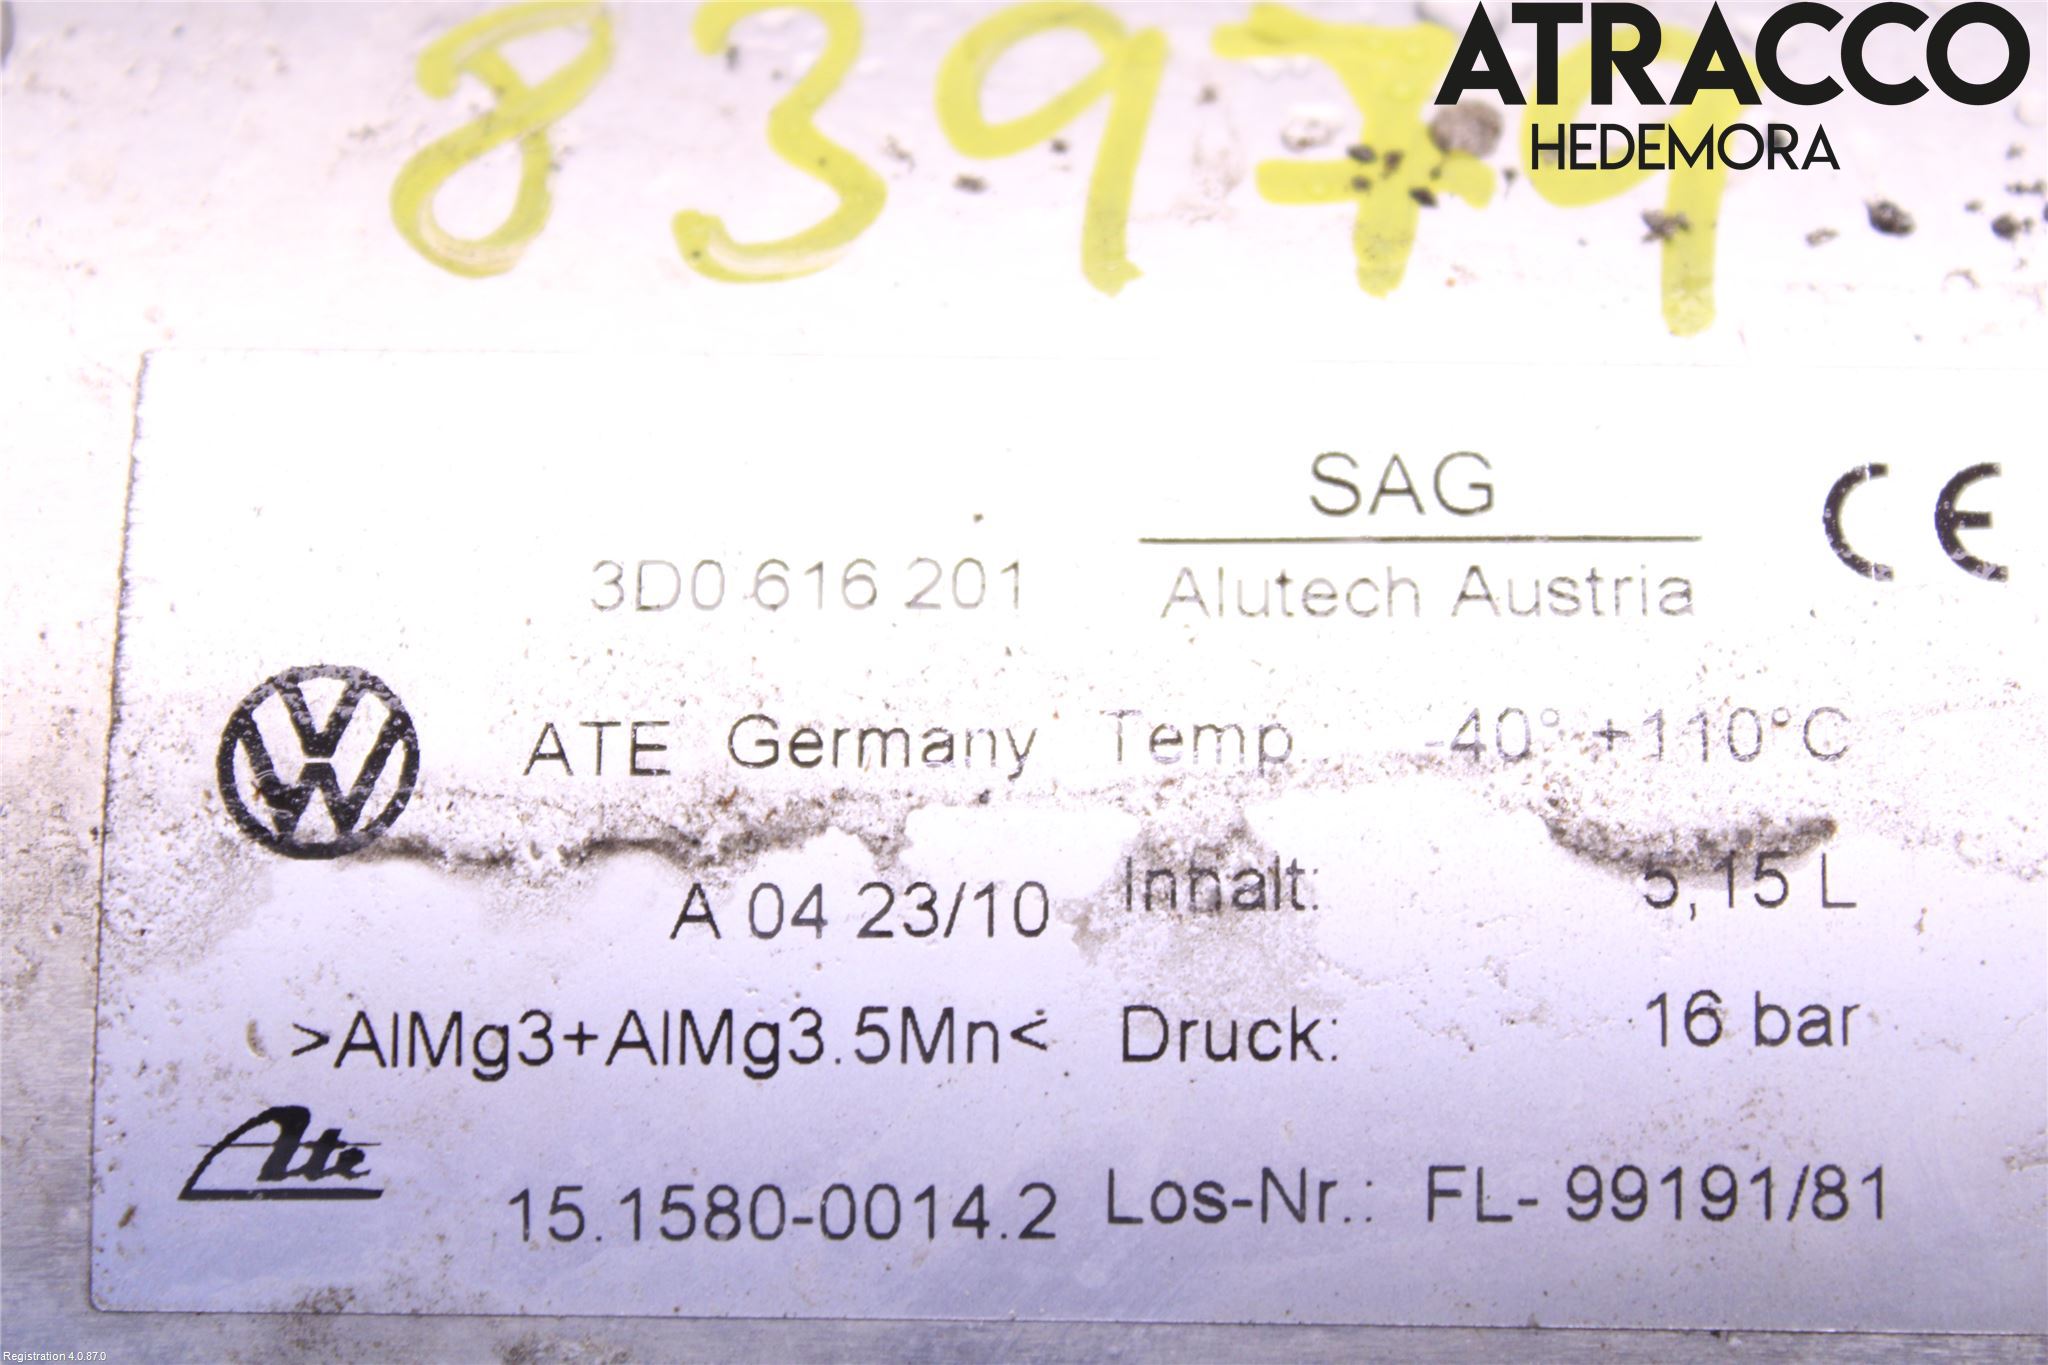 ATRACCO
HEDEMORA
83979
SAG
CE
3D0 616 201
Alutech Austria
ATE Germany Temp.: -40° +110°C
A 04 23/10 Inhalt: 5,15 L
>AlMg3+AlMg3.5Mn< Druck: 16 bar
Ate
15.1580-0014.2 Los-Nr.: FL- 99191/81
Registration 4.0.87.0